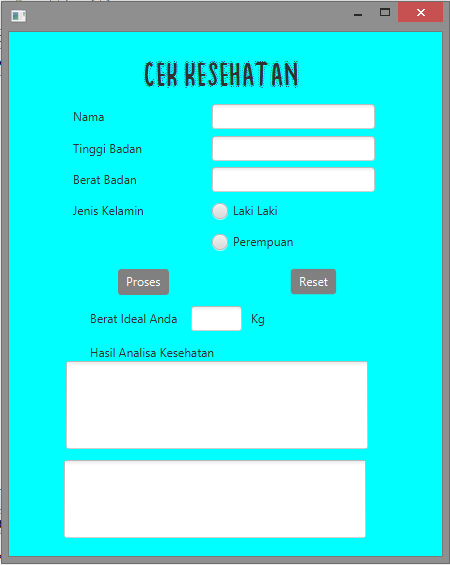 CEK KESEHATAN
Nama
Tinggi Badan
Berat Badan
Jenis Kelamin Laki Laki
Perempuan
Proses Reset
Berat Ideal Anda Kg
Hasil Analisa Kesehatan